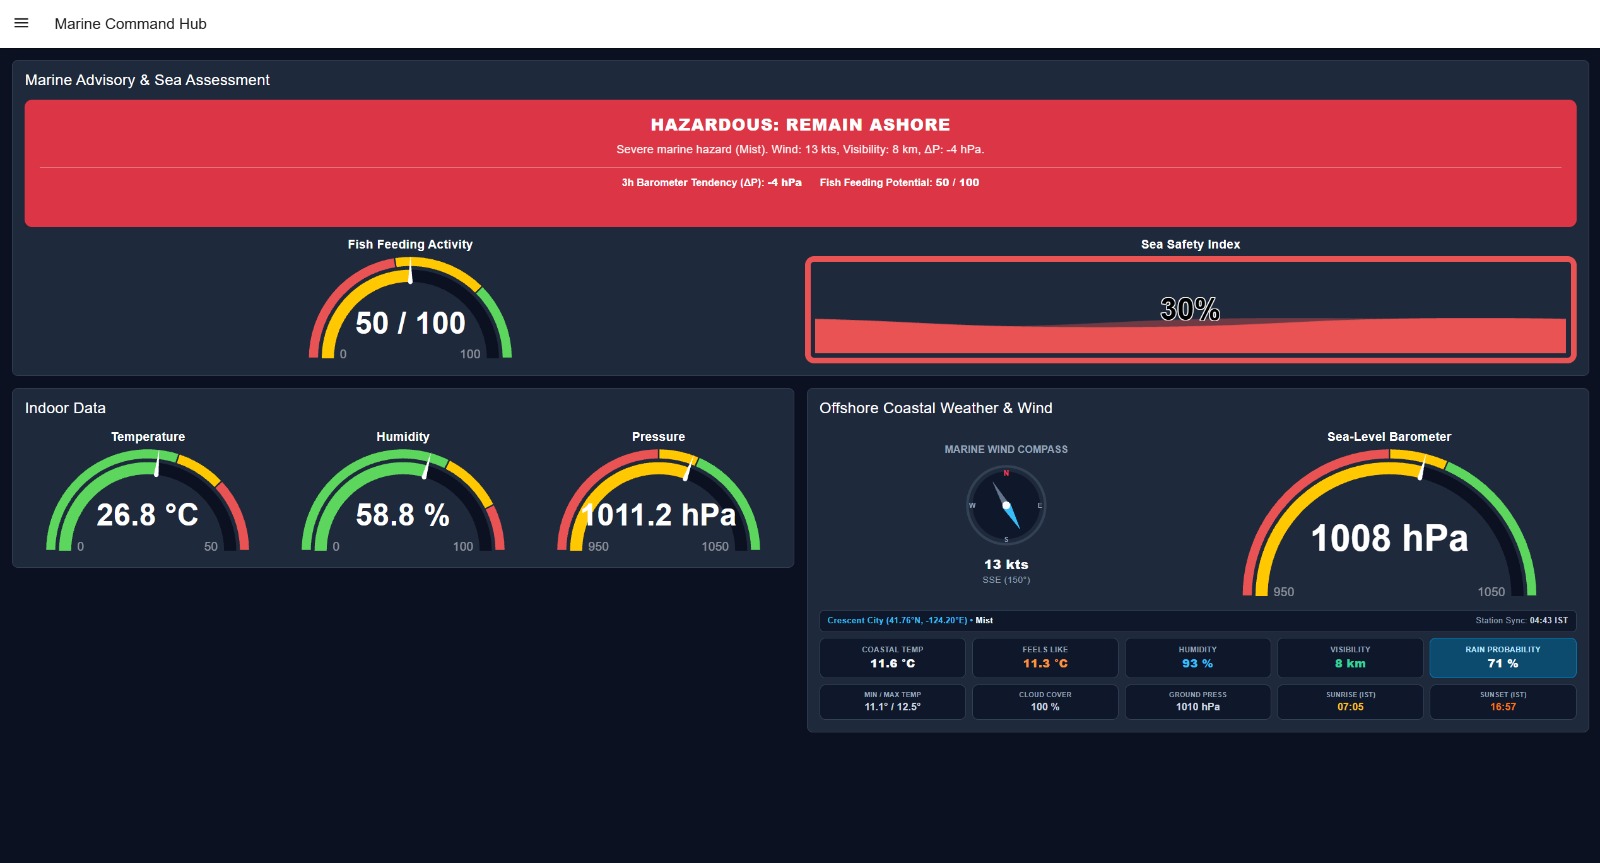 Marine Command Hub
Marine Advisory & Sea Assessment
HAZARDOUS: REMAIN ASHORE
Severe marine hazard (Mist). Wind: 13 kts, Visibility: 8 km, ΔP: -4 hPa.
3h Barometer Tendency (ΔP): -4 hPa Fish Feeding Potential: 50 / 100
Fish Feeding Activity
50 / 100
0 100
Sea Safety Index
30%
Indoor Data
Temperature
26.8 °C
0 50
Humidity
58.8 %
0 100
Pressure
1011.2 hPa
950 1050
Offshore Coastal Weather & Wind
MARINE WIND COMPASS
N
W E
S
13 kts
SSE (150°)
Sea-Level Barometer
1008 hPa
950 1050
Crescent City (41.76°N, -124.20°E) • Mist Station Sync: 04:43 IST
COASTAL TEMP
11.6 °C
FEELS LIKE
11.3 °C
HUMIDITY
93 %
VISIBILITY
8 km
RAIN PROBABILITY
71 %
MIN / MAX TEMP
11.1° / 12.5°
CLOUD COVER
100 %
GROUND PRESS
1010 hPa
SUNRISE (IST)
07:05
SUNSET (IST)
16:57